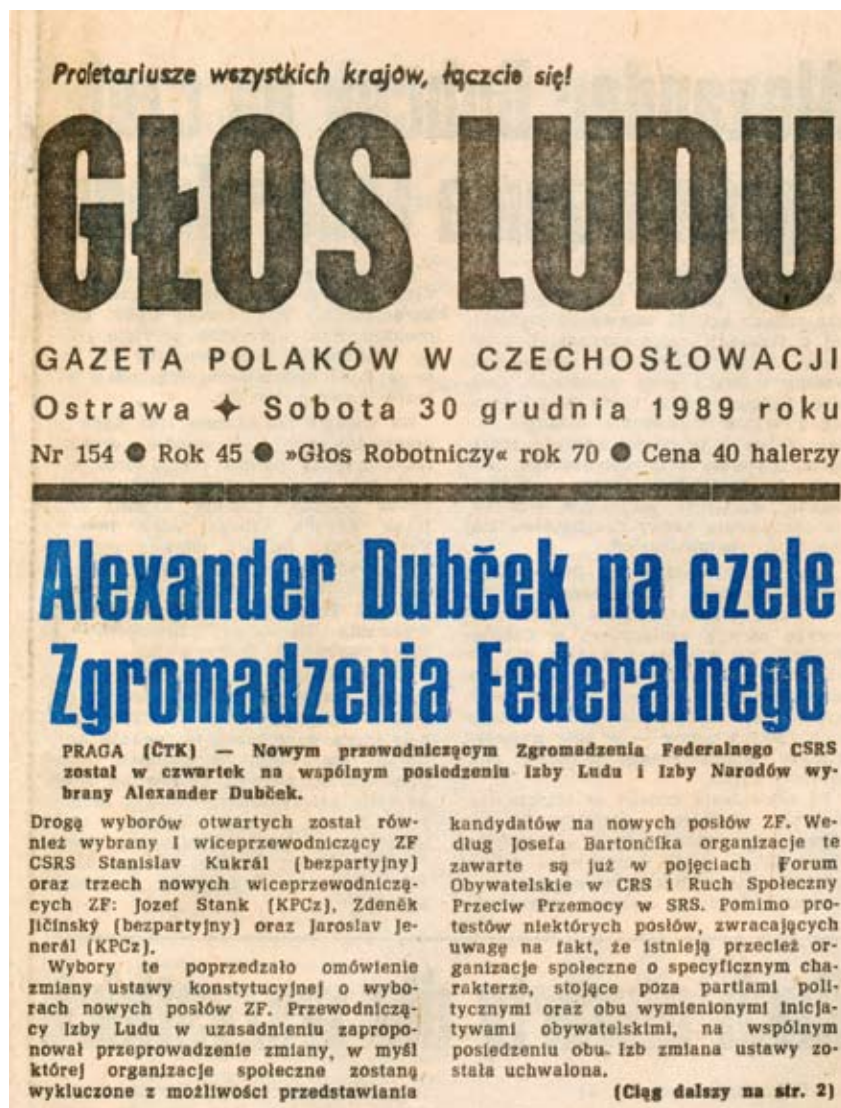 Proletariusze wszystkich krajów, łączcie się!
GŁOS LUDU
GAZETA POLAKÓW W CZECHOSŁOWACJI
Ostrawa ✦ Sobota 30 grudnia 1989 roku
Nr 154 ● Rok 45 ● »Głos Robotniczy« rok 70 ● Cena 40 halerzy
Alexander Dubček na czele
Zgromadzenia Federalnego
PRAGA (ČTK) — Nowym przewodniczącym Zgromadzenia Federalnego CSRS
został w czwartek na wspólnym posiedzeniu Izby Ludu i Izby Narodów wy-
brany Alexander Dubček.
Drogą wyborów otwartych został rów-
nież wybrany I wiceprzewodniczący ZF
CSRS Stanislav Kukrál (bezpartyjny)
oraz trzech nowych wiceprzewodniczą-
cych ZF: Jozef Stank (KPCz), Zdeněk
Jičínský (bezpartyjny) oraz Jaroslav Je-
nerál (KPCz).
Wybory te poprzedzało omówienie
zmiany ustawy konstytucyjnej o wybo-
rach nowych posłów ZF. Przewodniczą-
cy Izby Ludu w uzasadnieniu zapropo-
nował przeprowadzenie zmiany, w myśl
której organizacje społeczne zostaną
wykluczone z możliwości przedstawiania
kandydatów na nowych posłów ZF. We-
dług Josefa Bartončíka organizacje te
zawarte są już w pojęciach Forum
Obywatelskie w CRS i Ruch Społeczny
Przeciw Przemocy w SRS. Pomimo pro-
testów niektórych posłów, zwracających
uwagę na fakt, że istnieją przecież or-
ganizacje społeczne o specyficznym cha-
rakterze, stojące poza partiami poli-
tycznymi oraz obu wymienionymi inicja-
tywami obywatelskimi, na wspólnym
posiedzeniu obu Izb zmiana ustawy zo-
stała uchwalona.
(Ciąg dalszy na str. 2)